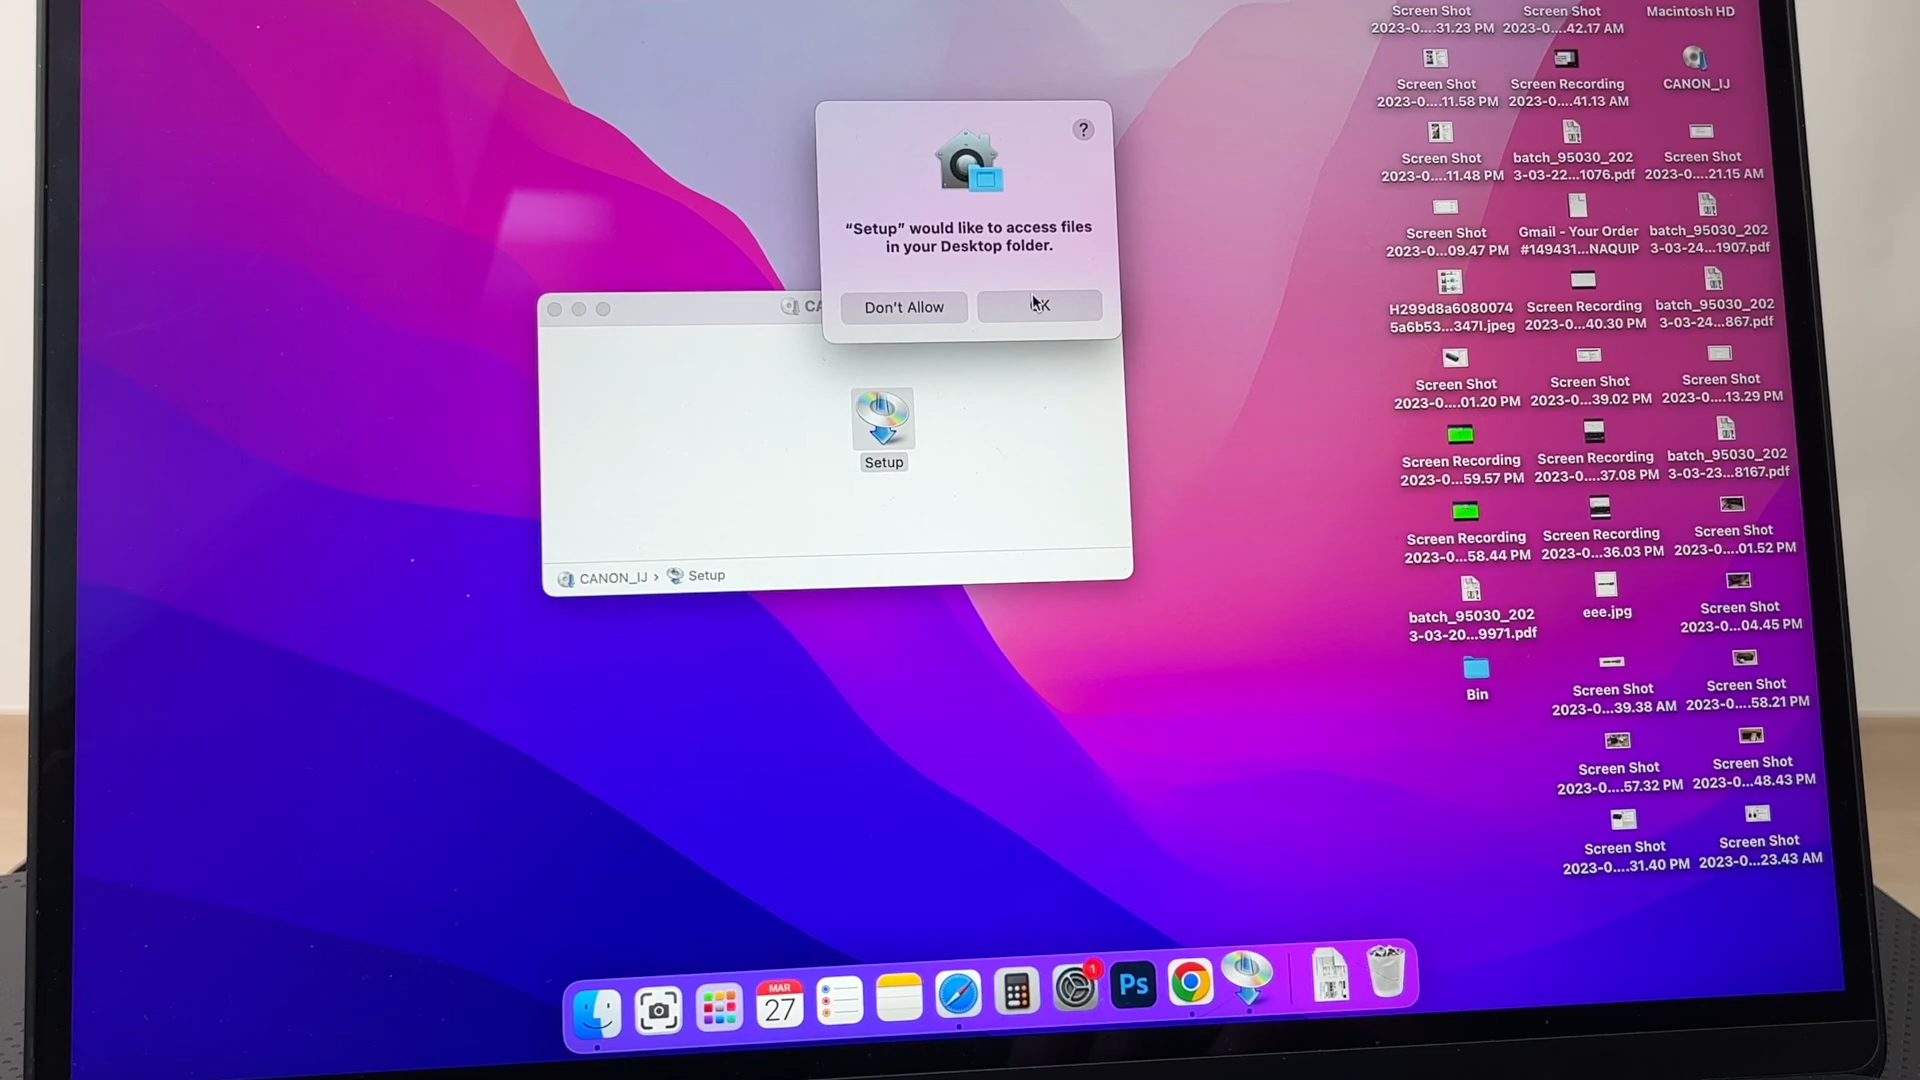 Screen Shot
2023-0....31.23 PM
Screen Shot
2023-0....42.17 AM
Macintosh HD
Screen Shot
2023-0....11.58 PM
Screen Recording
2023-0....41.13 AM
CANON_IJ
Screen Shot
2023-0....11.48 PM
batch_95030_202
3-03-22...1076.pdf
Screen Shot
2023-0....21.15 AM
Screen Shot
2023-0....09.47 PM
Gmail - Your Order
#149431...NAQUIP
batch_95030_202
3-03-24...1907.pdf
H299d8a6080074
5a6b53...347l.jpeg
Screen Recording
2023-0...40.30 PM
batch_95030_202
3-03-24...867.pdf
Screen Shot
2023-0....01.20 PM
Screen Shot
2023-0...39.02 PM
Screen Shot
2023-0....13.29 PM
Screen Recording
2023-0...59.57 PM
Screen Recording
2023-0....37.08 PM
batch_95030_202
3-03-23...8167.pdf
Screen Recording
2023-0...58.44 PM
Screen Recording
2023-0...36.03 PM
Screen Shot
2023-0....01.52 PM
batch_95030_202
3-03-20...9971.pdf
eee.jpg
Screen Shot
2023-0...04.45 PM
Bin
Screen Shot
2023-0...39.38 AM
Screen Shot
2023-0....58.21 PM
Screen Shot
2023-0....57.32 PM
Screen Shot
2023-0...48.43 PM
Screen Shot
2023-0....31.40 PM
Screen Shot
2023-0...23.43 AM
?
“Setup” would like to access files
in your Desktop folder.
Don't Allow
Setup
CANON_IJ › Setup
MAR
27
1
Ps